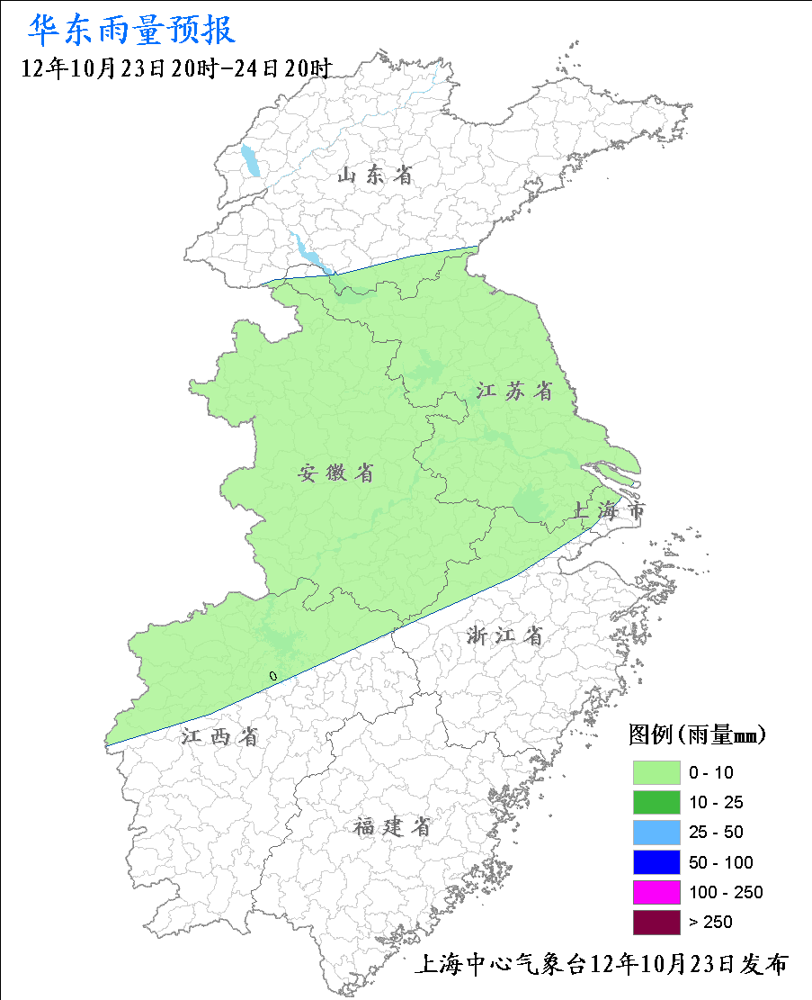 华东雨量预报
12年10月23日20时-24日20时
山东省
江苏省
安徽省
上海市
浙江省
0
江西省
图例(雨量mm)
0 - 10
10 - 25
25 - 50
50 - 100
100 - 250
> 250
福建省
上海中心气象台12年10月23日发布